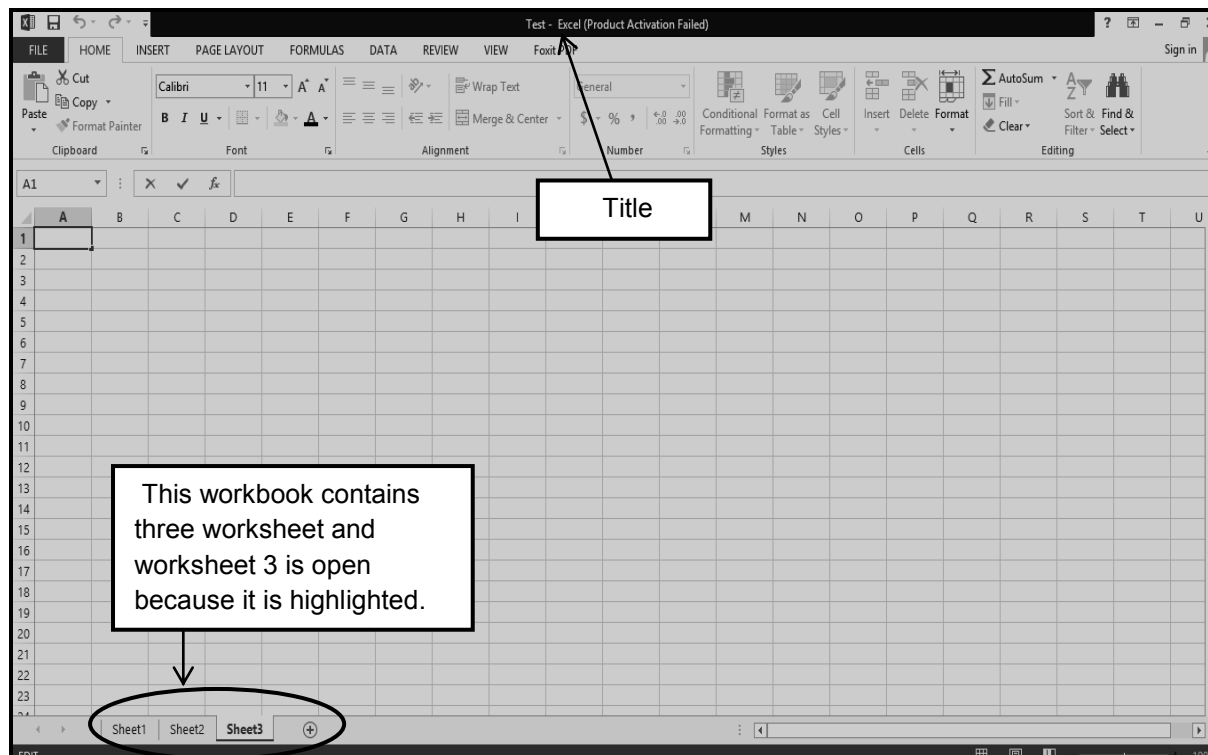 Test - Excel (Product Activation Failed)
FILE HOME INSERT PAGE LAYOUT FORMULAS DATA REVIEW VIEW Foxit PDF Sign in
Cut
Copy
Format Painter
Paste
Clipboard
Calibri 11
B I U
Font
Wrap Text
Merge & Center
Alignment
General
$ % ,
Number
Conditional Formatting
Format as Table
Cell Styles
Styles
Insert Delete Format
Cells
AutoSum
Fill
Clear
Sort & Filter
Find & Select
Editing
A1 fx
Title
A B C D E F G H I M N O P Q R S T U
1
2
3
4
5
6
7
8
9
10
11
12
13
14
15
16
17
18
19
20
21
22
23
This workbook contains
three worksheet and
worksheet 3 is open
because it is highlighted.
Sheet1 Sheet2 Sheet3